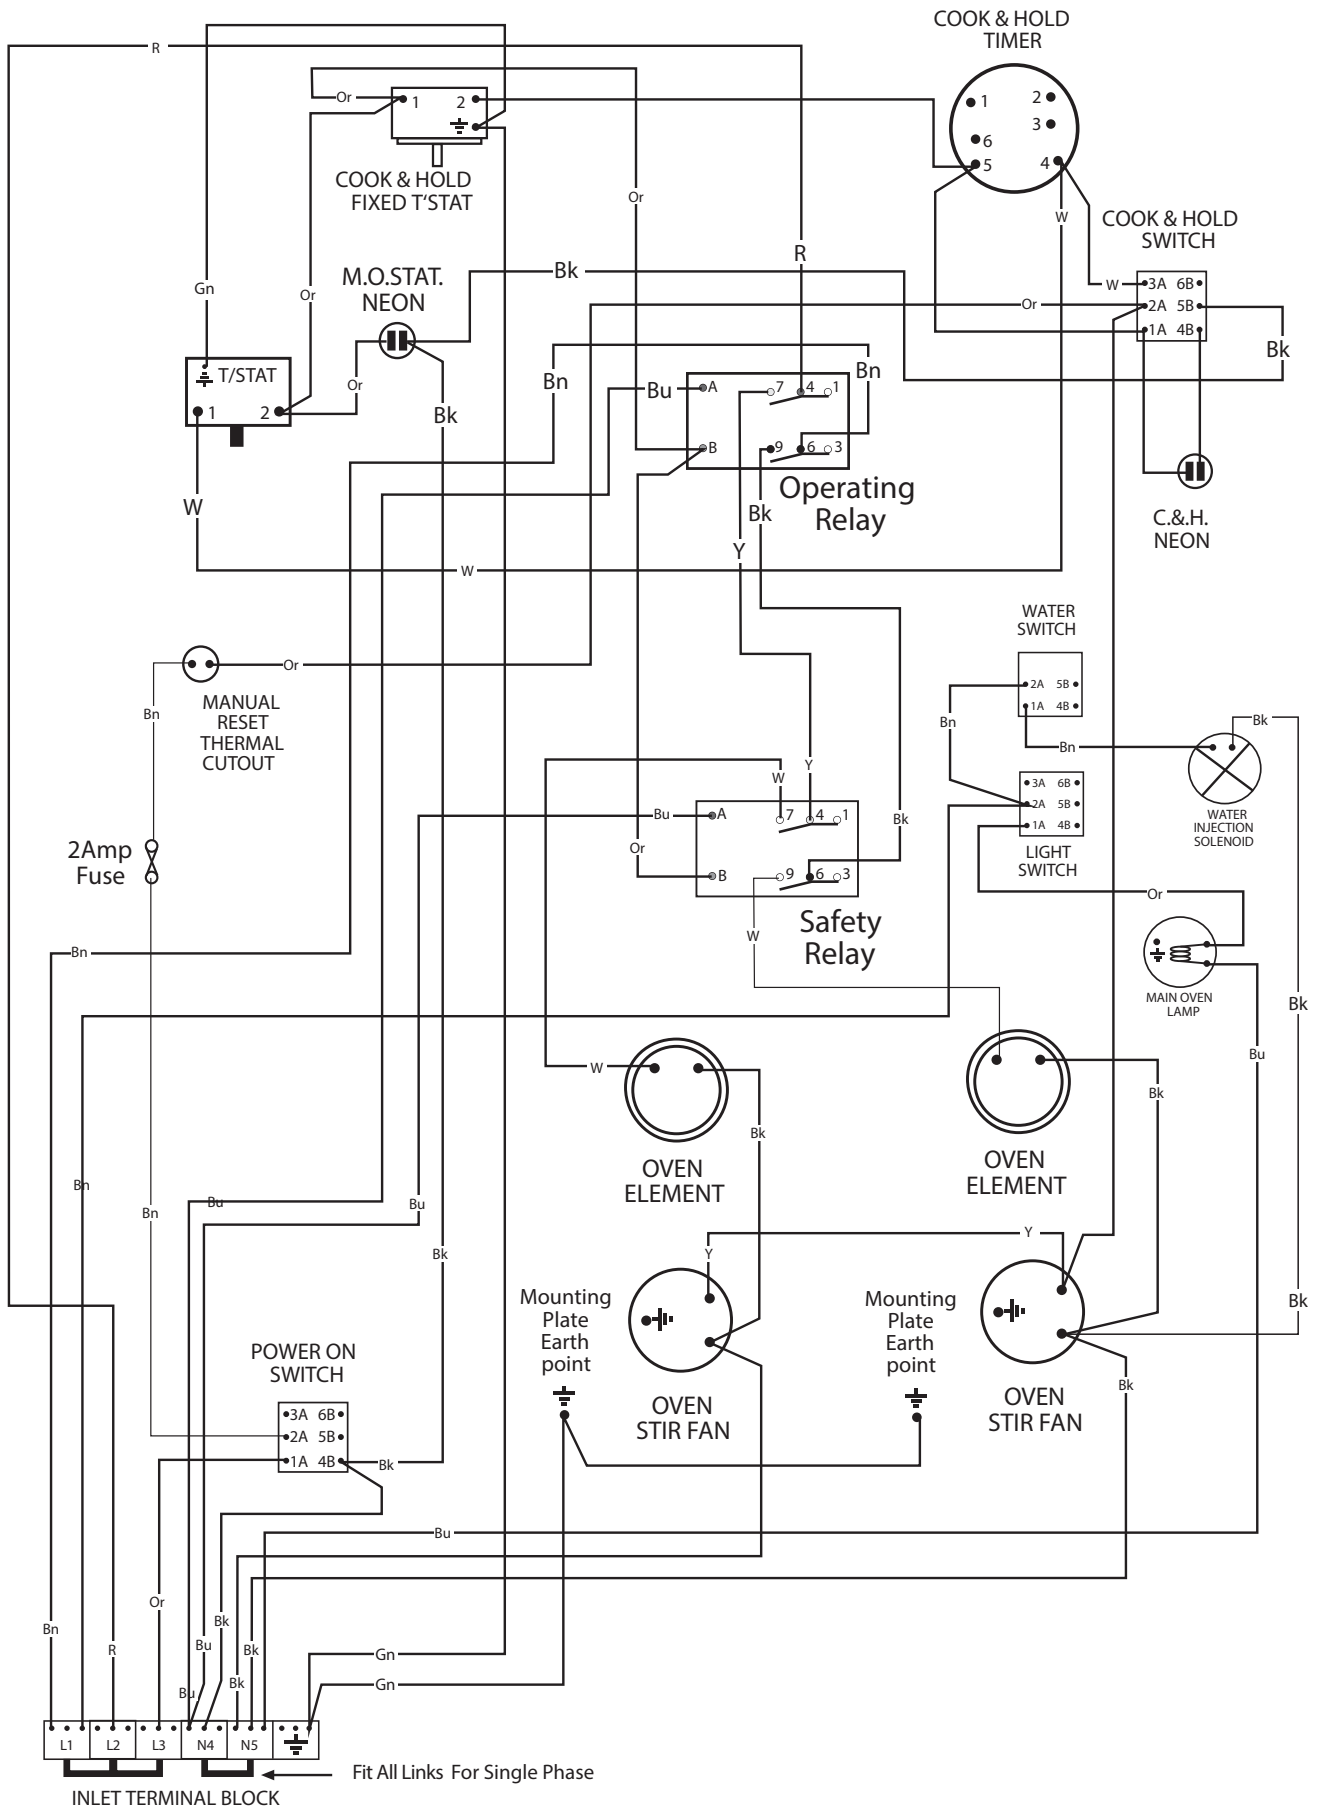 COOK & HOLD
TIMER
R
Or
1 2
1
2
3
6
5
4
COOK & HOLD
FIXED T'STAT
Or
W
COOK & HOLD
SWITCH
R
M.O.STAT.
NEON
Bk
Gn
Or
Or
W
3A 6B
2A 5B
1A 4B
Bk
T/STAT
1 2
Or
Bk
Bn
Bu
A
7 4 1
Bn
B
9 6 3
Operating
Relay
W
Bk
Y
C.&.H.
NEON
W
WATER
SWITCH
Or
MANUAL
RESET
THERMAL
CUTOUT
Bn
2A 5B
1A 4B
Bn
Bn
Bk
W
Y
3A 6B
2A 5B
1A 4B
WATER
INJECTION
SOLENOID
LIGHT
SWITCH
Bu
A
7 4 1
Bk
2Amp
Fuse
Or
B
9 6 3
Or
Safety
Relay
W
Bn
MAIN OVEN
LAMP
Bk
Bu
W
Bk
Bk
OVEN
ELEMENT
OVEN
ELEMENT
Bn
Bn
Bu
Bu
Bk
Y
Y
Mounting
Plate
Earth
point
Mounting
Plate
Earth
point
Bk
POWER ON
SWITCH
OVEN
STIR FAN
OVEN
STIR FAN
Bk
3A 6B
2A 5B
1A 4B
Bk
Bu
Or
Bn
R
Bk
Bu
Bk
Gn
Bk
Gn
Bu
L1 L2 L3 N4 N5
Fit All Links For Single Phase
INLET TERMINAL BLOCK